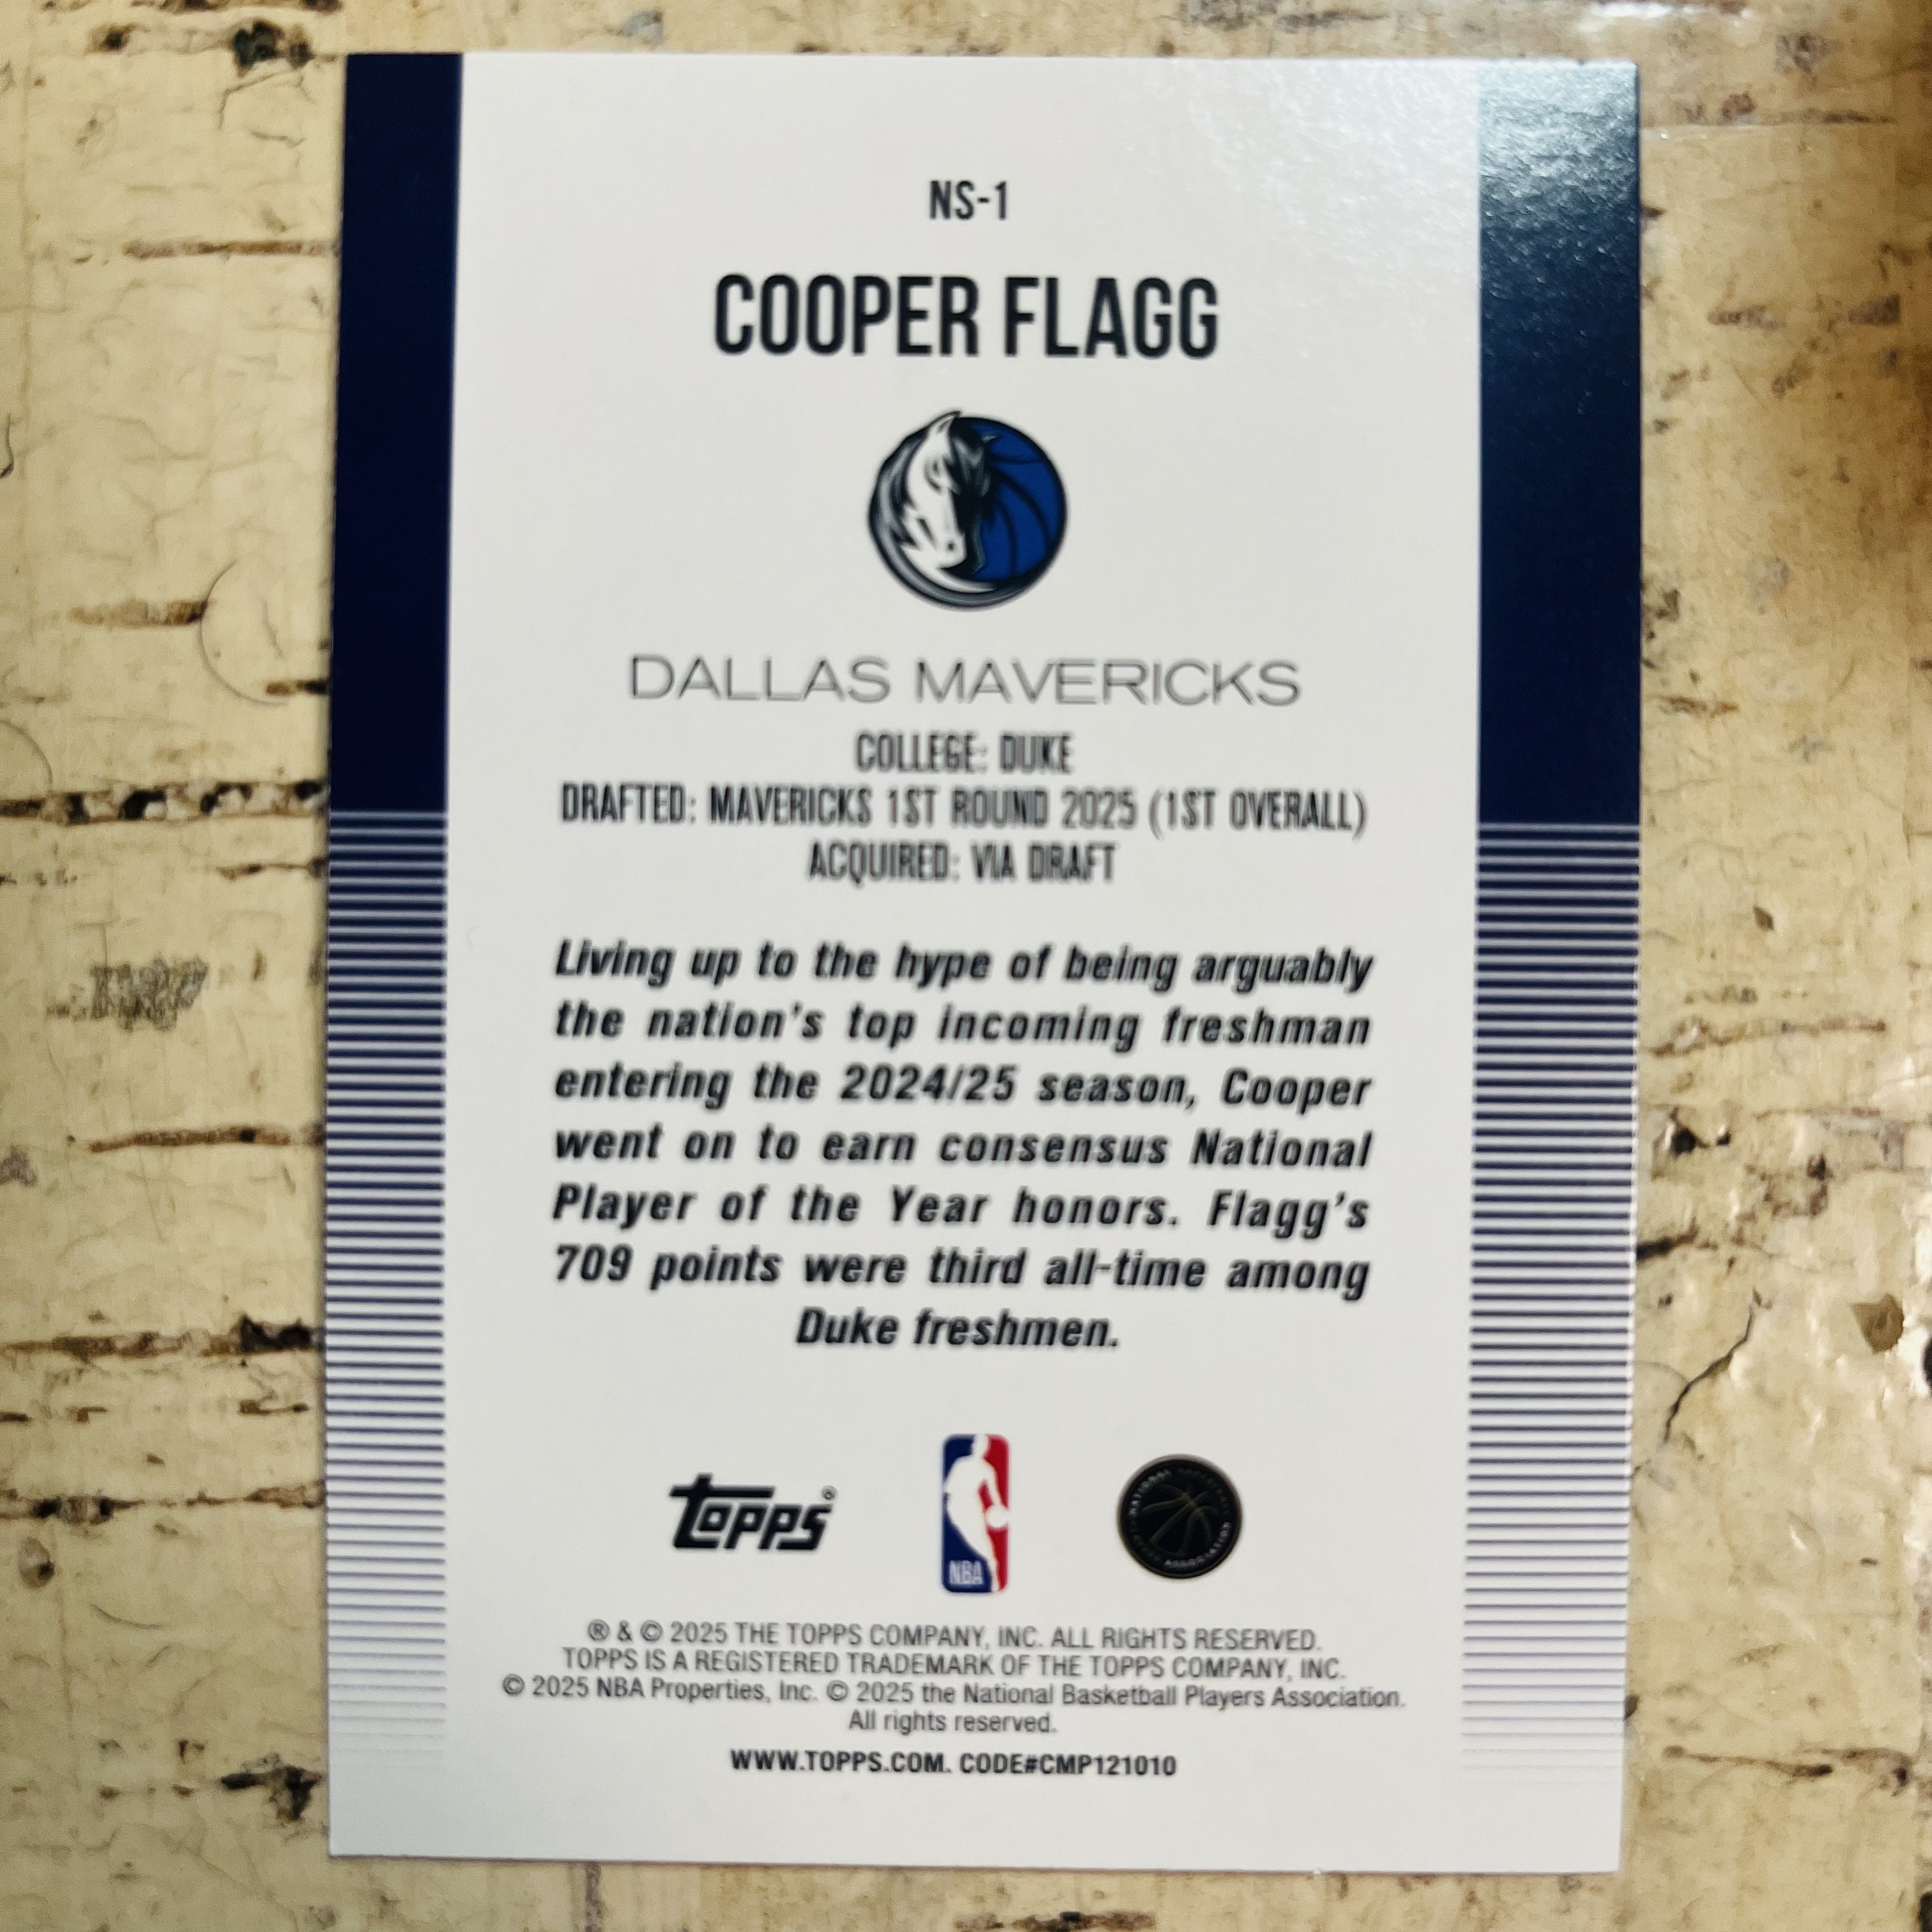 NS-1
COOPER FLAGG
DALLAS MAVERICKS
COLLEGE: DUKE
DRAFTED: MAVERICKS 1ST ROUND 2025 (1ST OVERALL)
ACQUIRED: VIA DRAFT
Living up to the hype of being arguably
the nation's top incoming freshman
entering the 2024/25 season, Cooper
went on to earn consensus National
Player of the Year honors. Flagg's
709 points were third all-time among
Duke freshmen.
topps®
NBA
NATIONAL BASKETBALL PLAYERS ASSOCIATION
® & © 2025 THE TOPPS COMPANY, INC. ALL RIGHTS RESERVED.
TOPPS IS A REGISTERED TRADEMARK OF THE TOPPS COMPANY, INC.
© 2025 NBA Properties, Inc. © 2025 the National Basketball Players Association.
All rights reserved.
WWW.TOPPS.COM. CODE#CMP121010